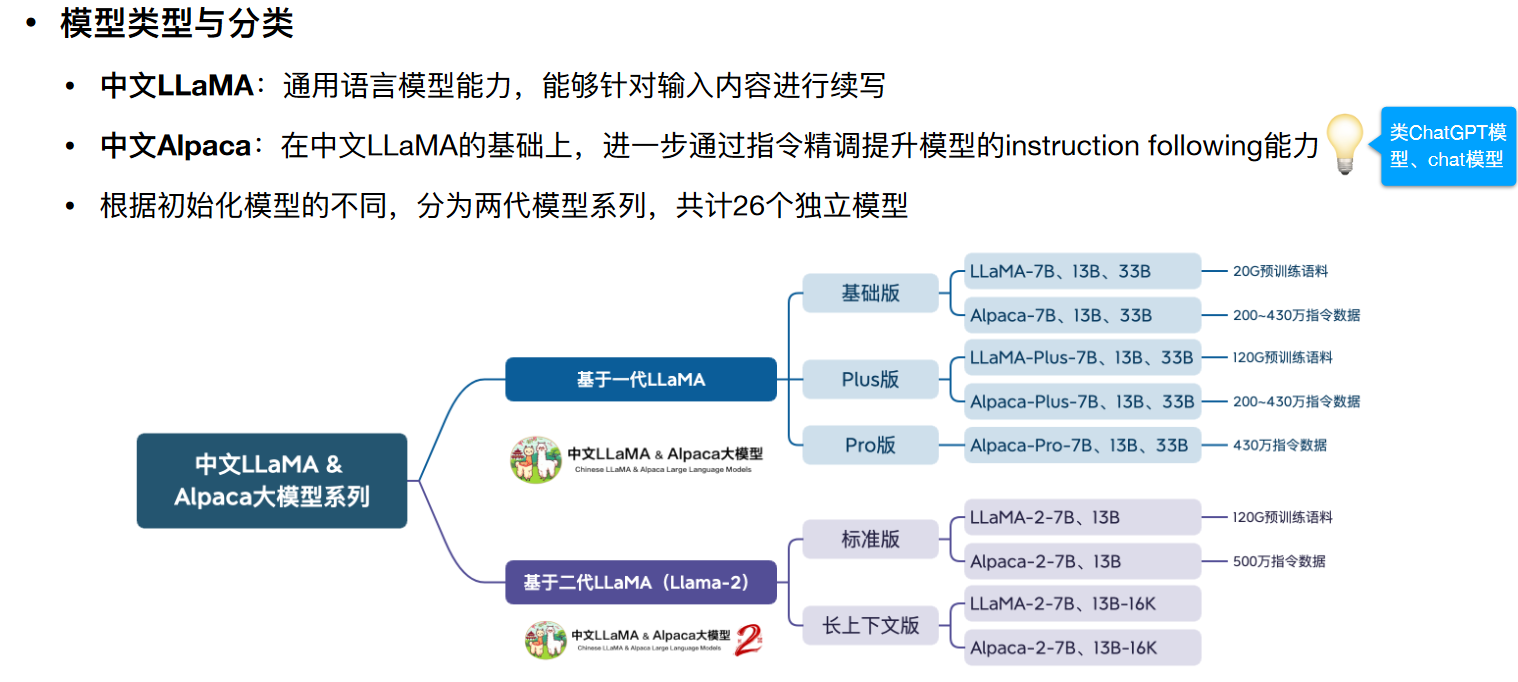 模型类型与分类
中文LLaMA：通用语言模型能力，能够针对输入内容进行续写
中文Alpaca：在中文LLaMA的基础上，进一步通过指令精调提升模型的instruction following能力
类ChatGPT模
型、chat模型
根据初始化模型的不同，分为两代模型系列，共计26个独立模型
中文LLaMA &
Alpaca大模型系列
基于一代LLaMA
中文LLaMA & Alpaca大模型
Chinese LLaMA & Alpaca Large Language Models
基础版
LLaMA-7B、13B、33B
20G预训练语料
Alpaca-7B、13B、33B
200~430万指令数据
Plus版
LLaMA-Plus-7B、13B、33B
120G预训练语料
Alpaca-Plus-7B、13B、33B
200~430万指令数据
Pro版
Alpaca-Pro-7B、13B、33B
430万指令数据
基于二代LLaMA（Llama-2）
中文LLaMA & Alpaca大模型
Chinese LLaMA & Alpaca Large Language Models
2
标准版
LLaMA-2-7B、13B
120G预训练语料
Alpaca-2-7B、13B
500万指令数据
长上下文版
LLaMA-2-7B、13B-16K
Alpaca-2-7B、13B-16K